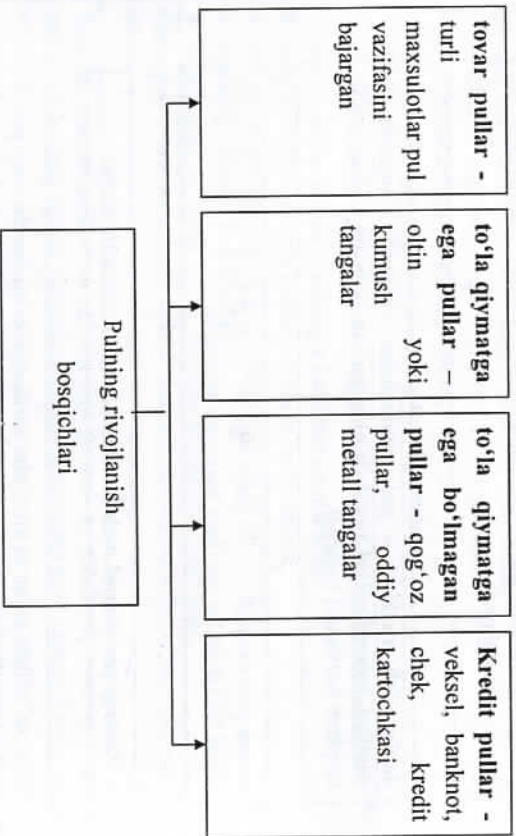 Pulning rivojlanish
bosqichlari
tovar pullar -
turli
maxsulotlar pul
vazifasini
bajargan
to‘la qiymatga
ega pullar –
oltin yoki
kumush
tangalar
to‘la qiymatga
ega bo‘lmagan
pullar - qog‘oz
pullar, oddiy
metall tangalar
Kredit pullar -
veksel, banknot,
chek, kredit
kartochkasi